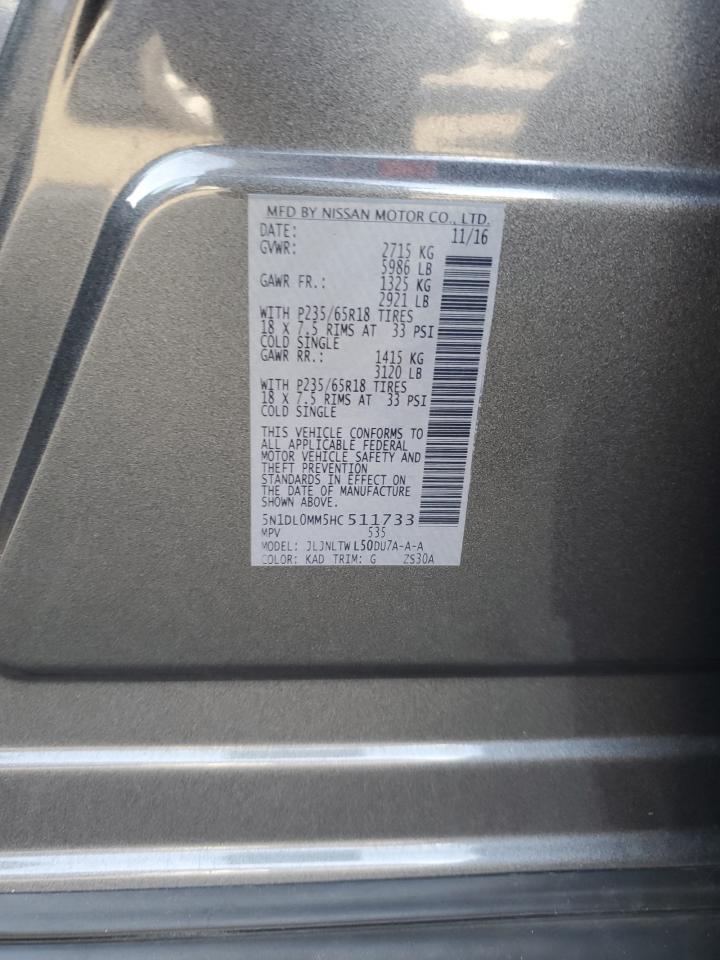 MFD BY NISSAN MOTOR CO., LTD.
DATE: 11/16
GVWR: 2715 KG
5986 LB
GAWR FR.: 1325 KG
2921 LB
WITH P235/65R18 TIRES
18 X 7.5 RIMS AT 33 PSI
COLD SINGLE
GAWR RR.: 1415 KG
3120 LB
WITH P235/65R18 TIRES
18 X 7.5 RIMS AT 33 PSI
COLD SINGLE
THIS VEHICLE CONFORMS TO
ALL APPLICABLE FEDERAL
MOTOR VEHICLE SAFETY AND
THEFT PREVENTION
STANDARDS IN EFFECT ON
THE DATE OF MANUFACTURE
SHOWN ABOVE.
5N1DL0MM5HC511733
MPV 535
MODEL: JLJNLTWL50DU7A-A-A
COLOR: KAD TRIM: G ZS30A